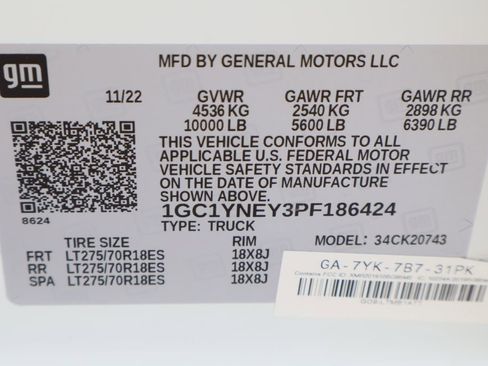 gm
MFD BY GENERAL MOTORS LLC
11/22 GVWR GAWR FRT GAWR RR
4536 KG 2540 KG 2898 KG
10000 LB 5600 LB 6390 LB
THIS VEHICLE CONFORMS TO ALL
APPLICABLE U.S. FEDERAL MOTOR
VEHICLE SAFETY STANDARDS IN EFFECT
ON THE DATE OF MANUFACTURE
SHOWN ABOVE.
8624
1GC1YNEY3PF186424
TYPE: TRUCK MODEL: 34CK20743
TIRE SIZE RIM
FRT LT275/70R18ES 18X8J
RR LT275/70R18ES 18X8J
SPA LT275/70R18ES 18X8J
GA-7YK-7B7-31PK